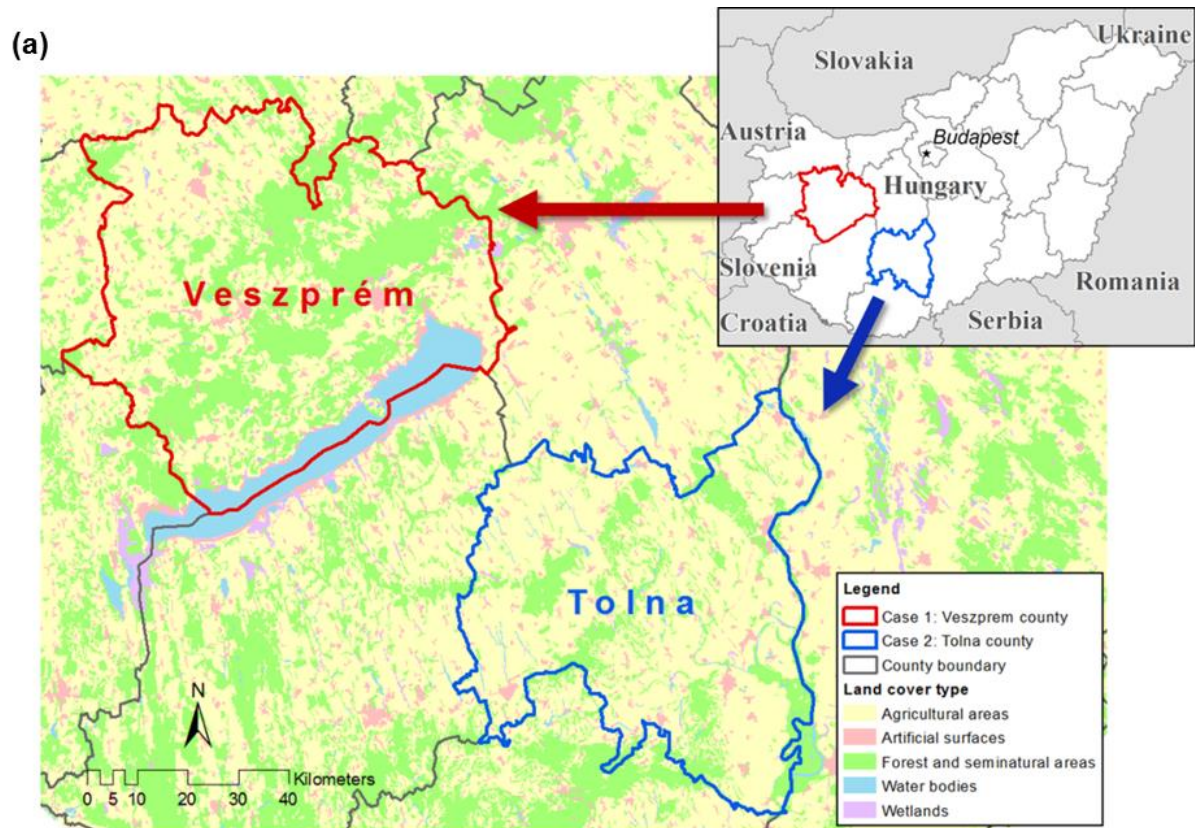 (a)
Slovakia
Ukraine
Austria
Budapest
Hungary
Slovenia
Romania
Croatia
Serbia
Veszprém
Tolna
N
Kilometers
0 5 10 20 30 40
Legend
Case 1: Veszprem county
Case 2: Tolna county
County boundary
Land cover type
Agricultural areas
Artificial surfaces
Forest and seminatural areas
Water bodies
Wetlands